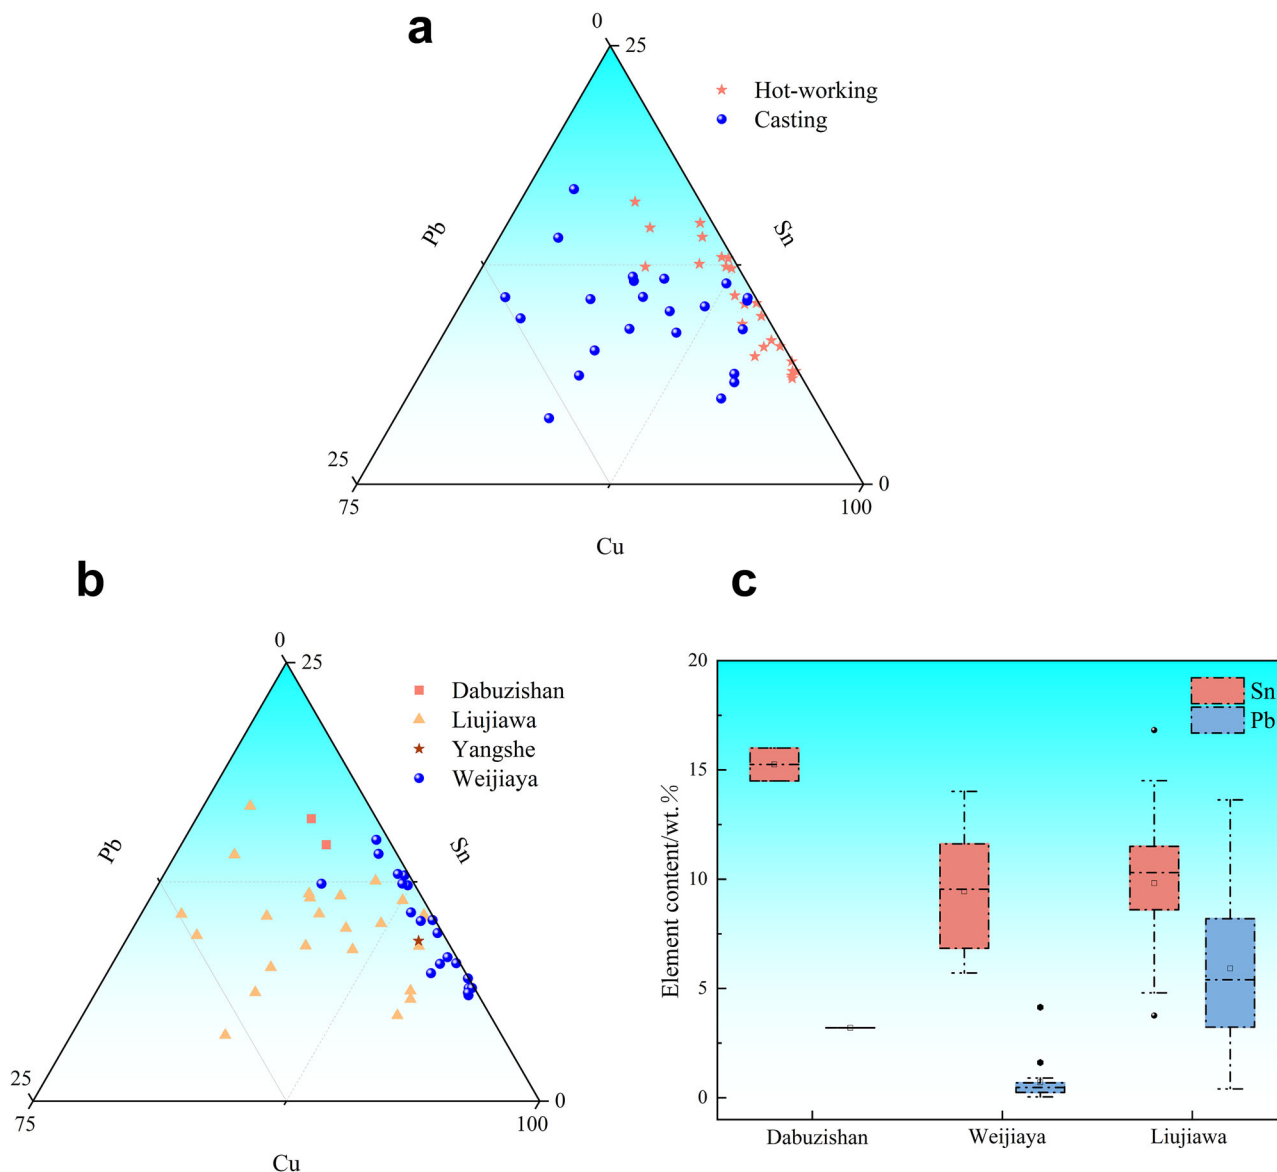 a
0
25
Hot-working
Casting
Pb
Sn
25
0
75
100
Cu
b
0
25
Dabuzishan
Liujiawa
Yangshe
Weijiaya
Pb
Sn
25
0
75
100
Cu
c
20
Sn
Pb
15
10
5
0
Element content/wt.%
Dabuzishan
Weijiaya
Liujiawa